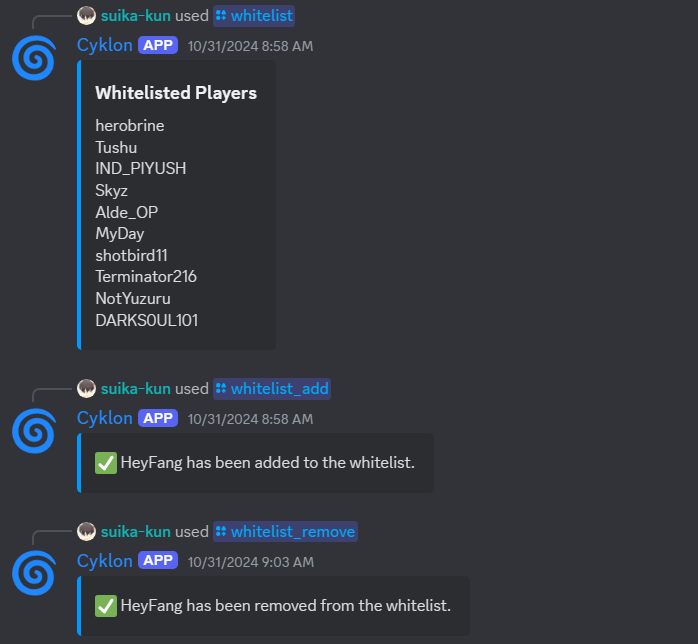 suika-kun used whitelist
Cyklon APP 10/31/2024 8:58 AM
Whitelisted Players
herobrine
Tushu
IND_PIYUSH
Skyz
Alde_OP
MyDay
shotbird11
Terminator216
NotYuzuru
DARKS0UL101
suika-kun used whitelist_add
Cyklon APP 10/31/2024 8:58 AM
✅ HeyFang has been added to the whitelist.
suika-kun used whitelist_remove
Cyklon APP 10/31/2024 9:03 AM
✅ HeyFang has been removed from the whitelist.